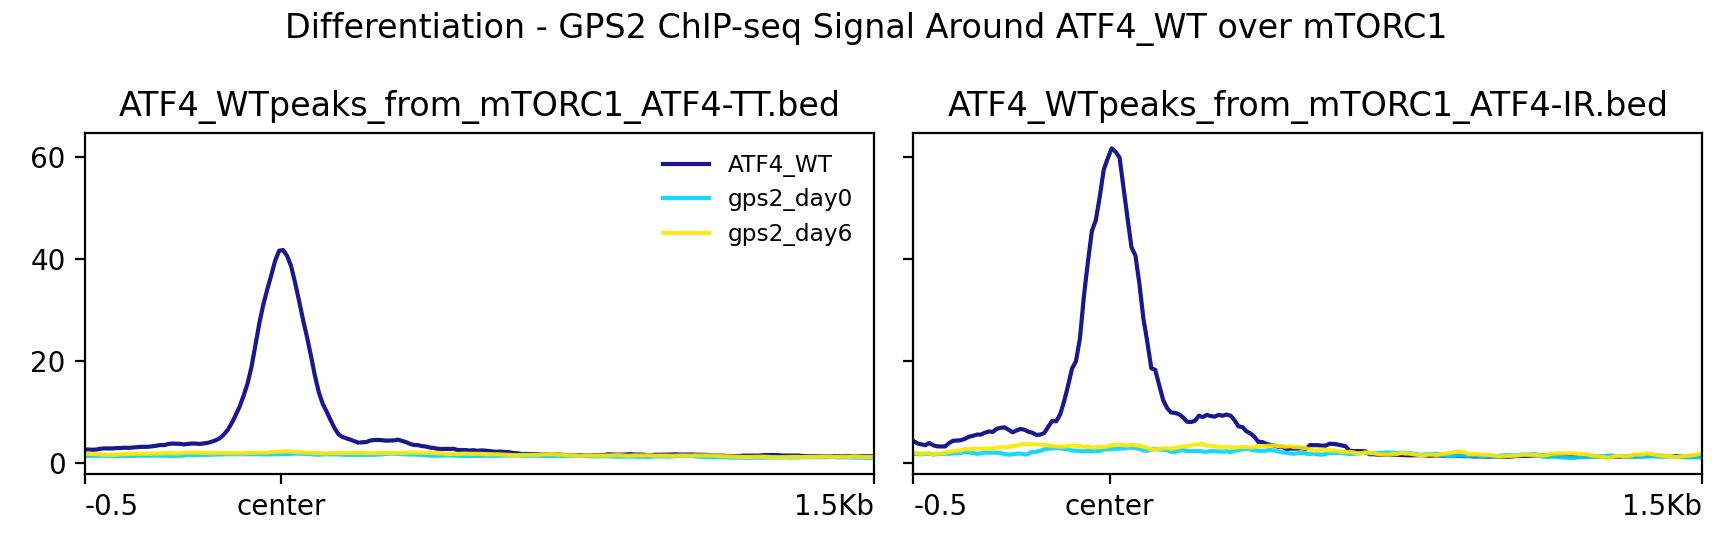 Differentiation - GPS2 ChIP-seq Signal Around ATF4_WT over mTORC1
ATF4_WTpeaks_from_mTORC1_ATF4-TT.bed
ATF4_WTpeaks_from_mTORC1_ATF4-IR.bed
60
40
20
0
ATF4_WT
gps2_day0
gps2_day6
-0.5
center
1.5Kb
-0.5
center
1.5Kb